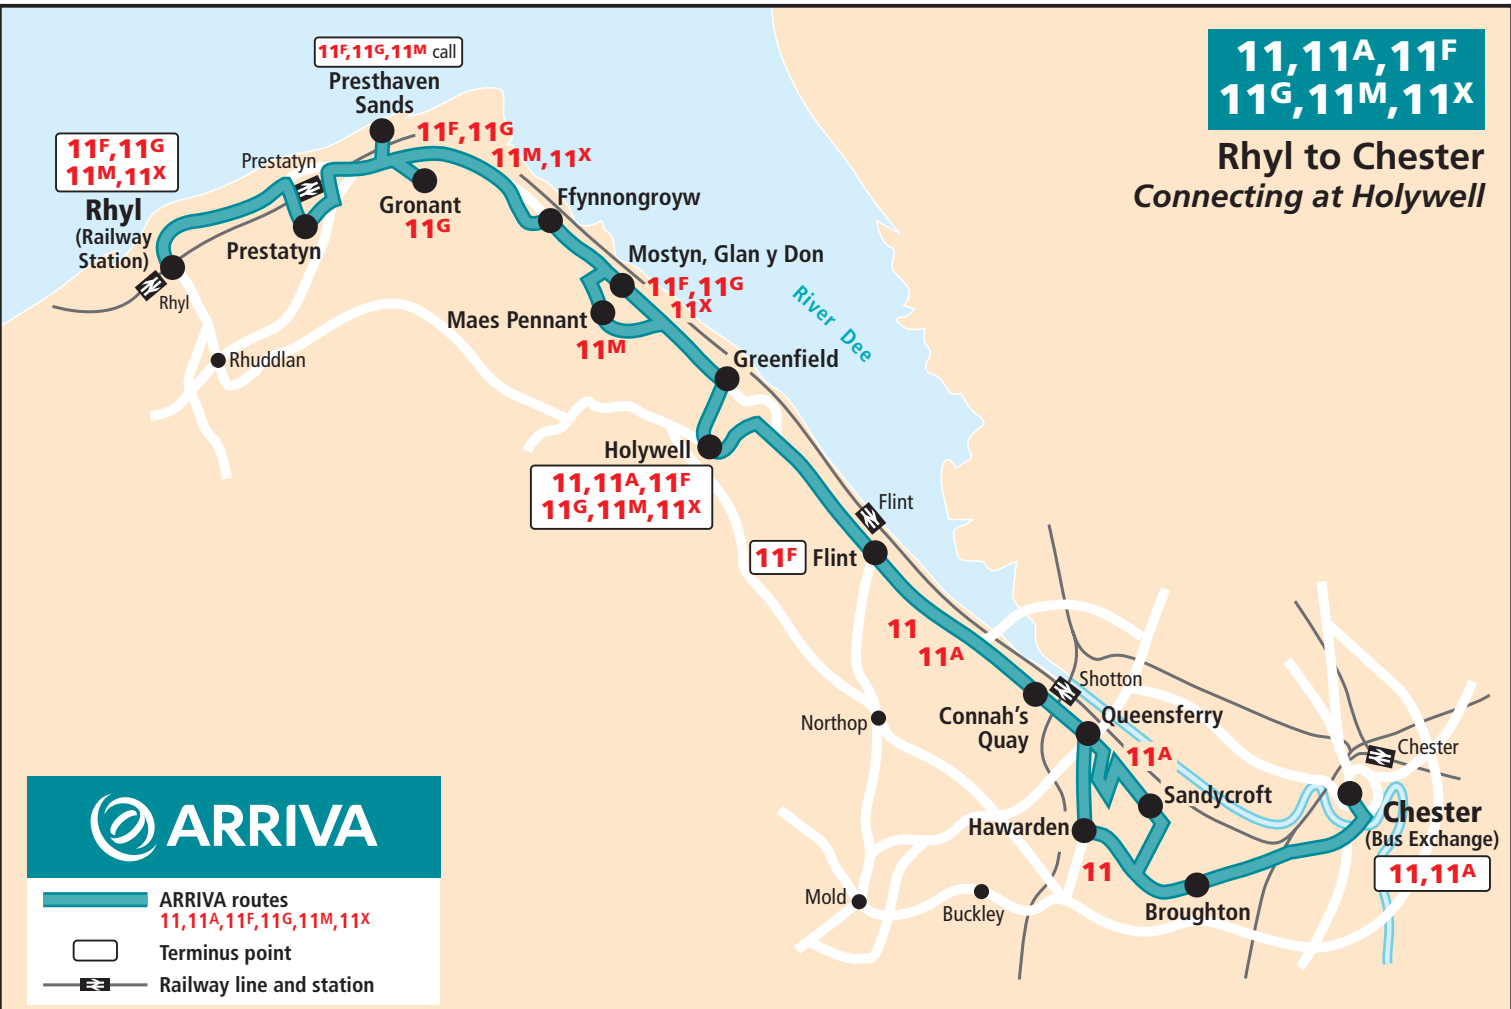 11,11A,11F
11G,11M,11X
Rhyl to Chester
Connecting at Holywell
11F,11G,11M call
Presthaven
Sands
11F,11G
11M,11X
11F,11G
11M,11X
Rhyl
(Railway
Station)
Rhyl
Prestatyn
Prestatyn
Gronant
11G
Ffynnongroyw
Mostyn, Glan y Don
11F,11G
11X
Maes Pennant
11M
River Dee
Rhuddlan
Greenfield
Holywell
11,11A,11F
11G,11M,11X
Flint
11F
Flint
11
11A
Shotton
Connah's
Quay
Queensferry
Northop
11A
Chester
Sandycroft
Chester
(Bus Exchange)
11,11A
Hawarden
11
Broughton
Mold
Buckley
ARRIVA
ARRIVA routes
11,11A,11F,11G,11M,11X
Terminus point
Railway line and station